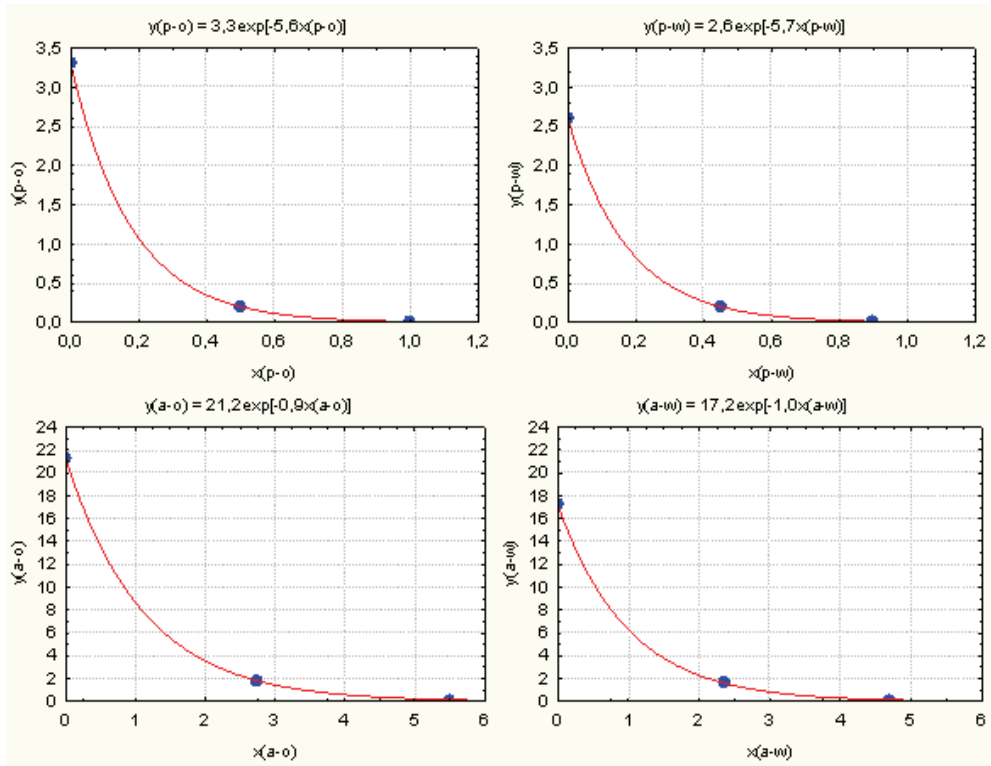 y(p-o) = 3,3exp[-5,6x(p-o)]
3,5
3,0
2,5
2,0
1,5
1,0
0,5
0,0
y(p-o)
0,0 0,2 0,4 0,6 0,8 1,0 1,2
x(p-o)
y(p-w) = 2,6exp[-5,7x(p-w)]
3,5
3,0
2,5
2,0
1,5
1,0
0,5
0,0
y(p-w)
0,0 0,2 0,4 0,6 0,8 1,0 1,2
x(p-w)
y(a-o) = 21,2exp[-0,9x(a-o)]
24
22
20
18
16
14
12
10
8
6
4
2
0
y(a-o)
0 1 2 3 4 5 6
x(a-o)
y(a-w) = 17,2exp[-1,0x(a-w)]
24
22
20
18
16
14
12
10
8
6
4
2
0
y(a-w)
0 1 2 3 4 5 6
x(a-w)